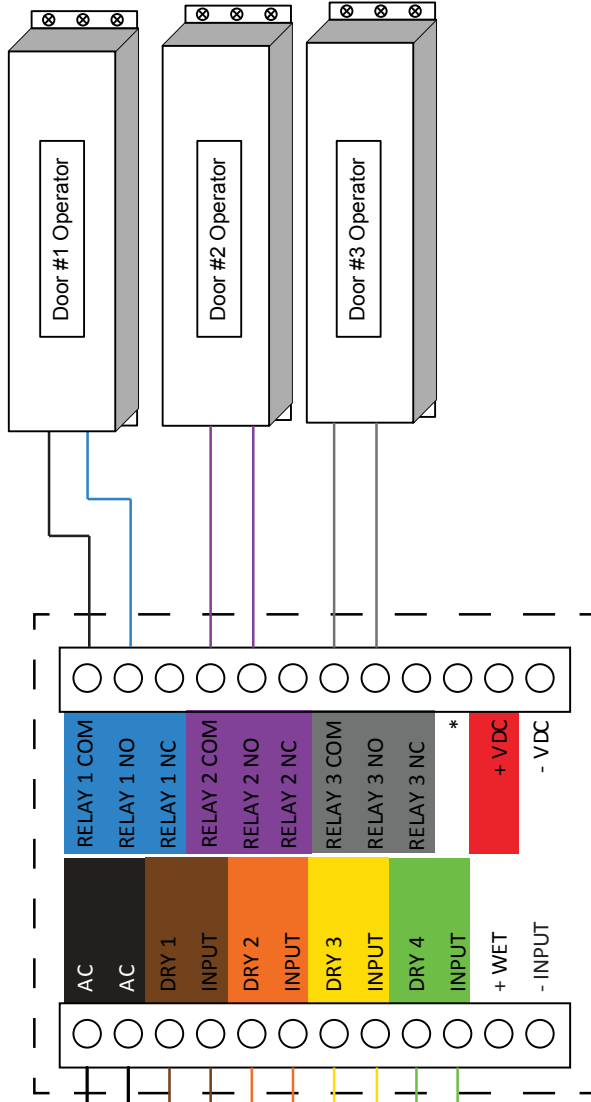 Door #1 Operator
Door #2 Operator
Door #3 Operator
RELAY 1 COM
RELAY 1 NO
RELAY 1 NC
RELAY 2 COM
RELAY 2 NO
RELAY 2 NC
RELAY 3 COM
RELAY 3 NO
RELAY 3 NC
*
+ VDC
- VDC
AC
AC
DRY 1
INPUT
DRY 2
INPUT
DRY 3
INPUT
DRY 4
INPUT
+ WET
- INPUT